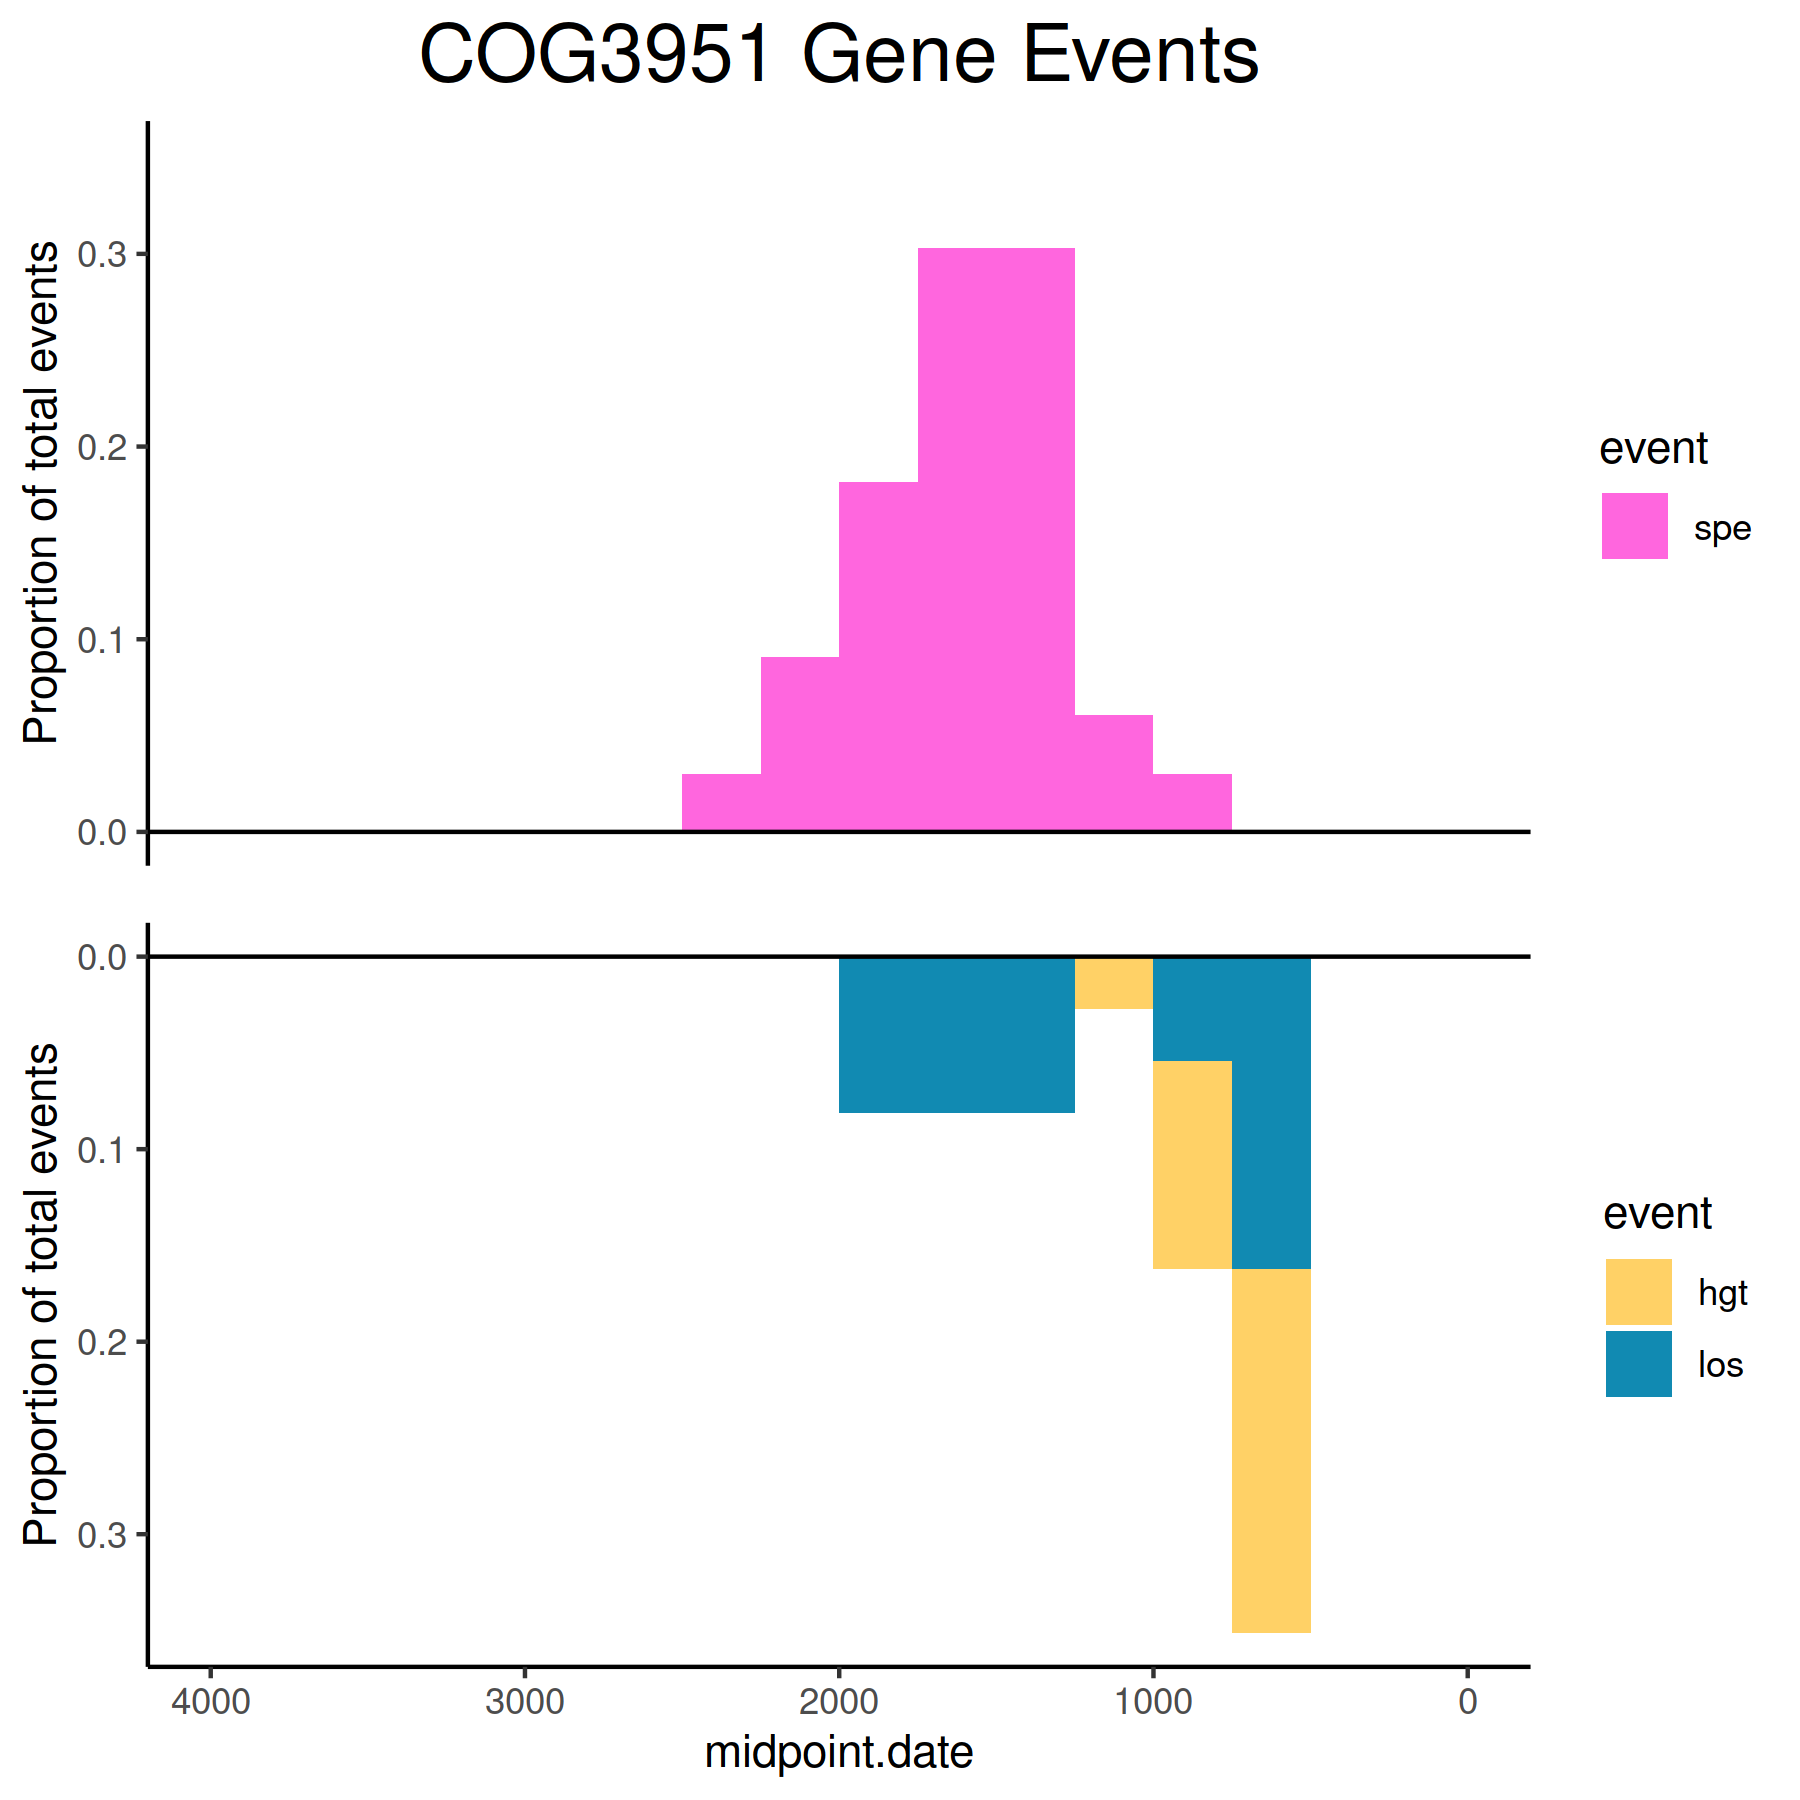 COG3951 Gene Events
Proportion of total events
0.3
0.2
0.1
0.0
event
spe
Proportion of total events
0.0
0.1
0.2
0.3
event
hgt
los
4000 3000 2000 1000 0
midpoint.date